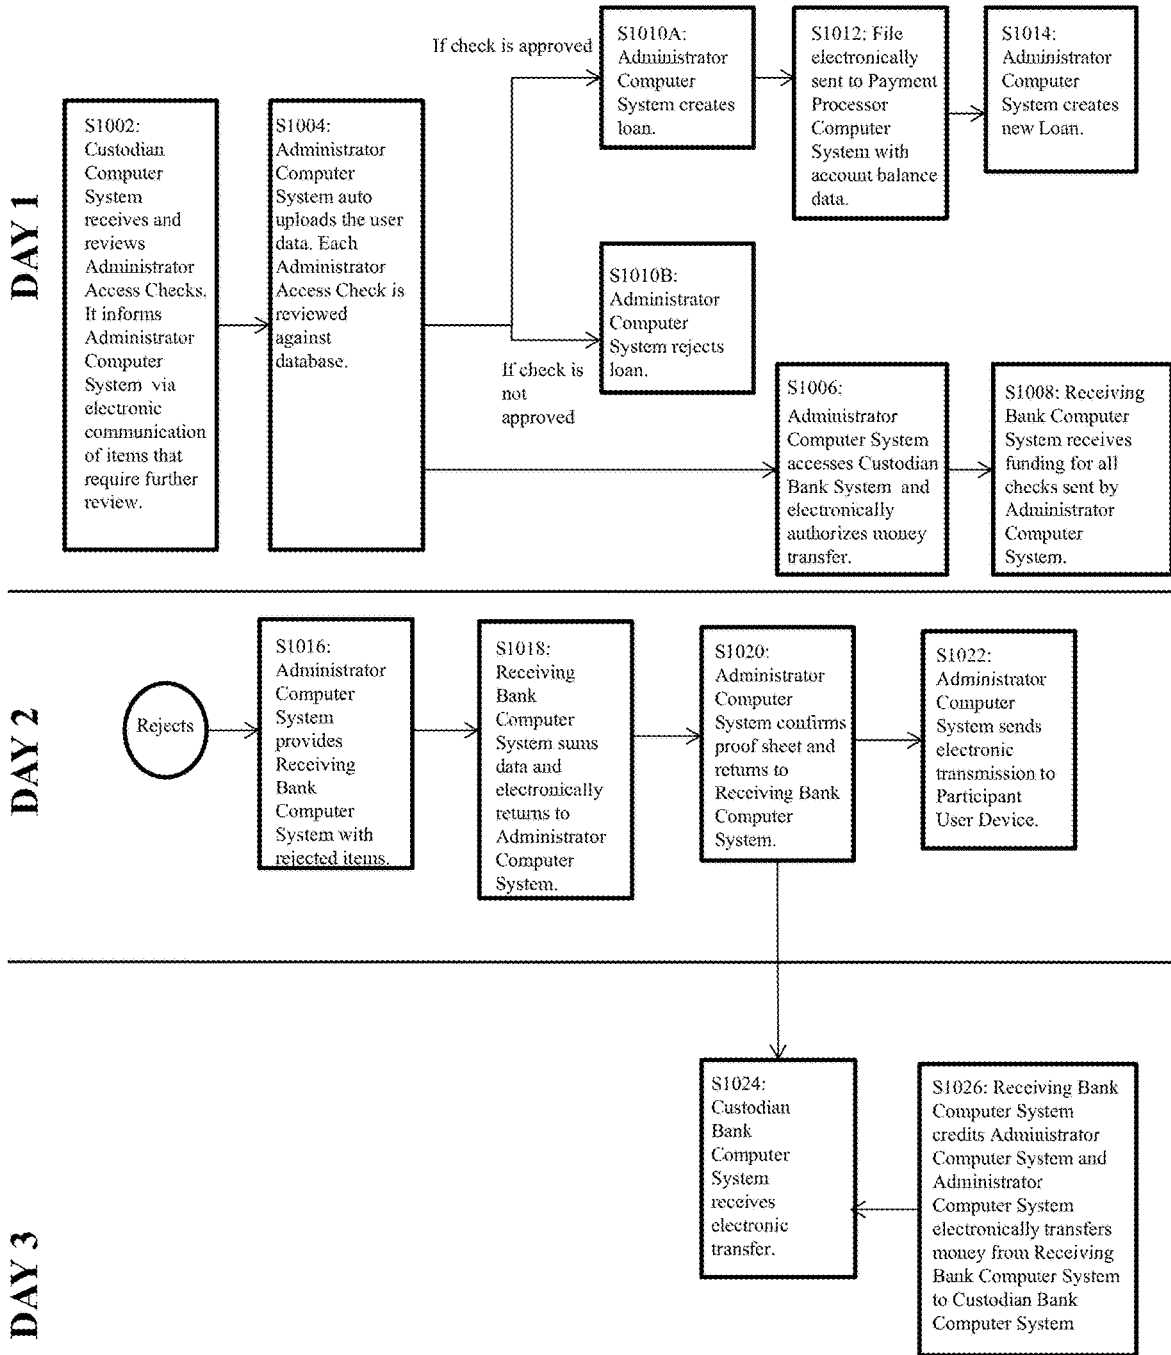 DAY 1
S1002:
Custodian
Computer
System
receives and
reviews
Administrator
Access Checks.
It informs
Administrator
Computer
System via
electronic
communication
of items that
require further
review.
S1004:
Administrator
Computer
System auto
uploads the user
data. Each
Administrator
Access Check is
reviewed
against
database.
If check is approved
S1010A:
Administrator
Computer
System creates
loan.
S1012: File
electronically
sent to Payment
Processor
Computer
System with
account balance
data.
S1014:
Administrator
Computer
System creates
new Loan.
If check is
not
approved
S1010B:
Administrator
Computer
System rejects
loan.
S1006:
Administrator
Computer System
accesses Custodian
Bank System and
electronically
authorizes money
transfer.
S1008: Receiving
Bank Computer
System receives
funding for all
checks sent by
Administrator
Computer
System.
DAY 2
Rejects
S1016:
Administrator
Computer
System
provides
Receiving
Bank
Computer
System with
rejected items.
S1018:
Receiving
Bank
Computer
System sums
data and
electronically
returns to
Administrator
Computer
System.
S1020:
Administrator
Computer
System confirms
proof sheet and
returns to
Receiving Bank
Computer
System.
S1022:
Administrator
Computer
System sends
electronic
transmission to
Participant
User Device.
DAY 3
S1024:
Custodian
Bank
Computer
System
receives
electronic
transfer.
S1026: Receiving Bank
Computer System
credits Administrator
Computer System and
Administrator
Computer System
electronically transfers
money from Receiving
Bank Computer System
to Custodian Bank
Computer System